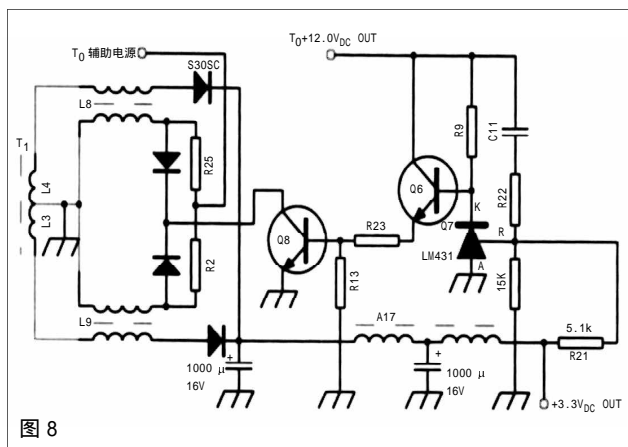 T0 辅助电源
T0+12.0VDC OUT
S30SC
L8
T1
L4
L3
R25
R2
L9
R9
C11
Q6
K
Q7
R22
R
LM431
A
Q8
R23
R13
15K
A17
5.1k
R21
+
1000 μ
16V
+
1000 μ
16V
+3.3VDC OUT
图 8